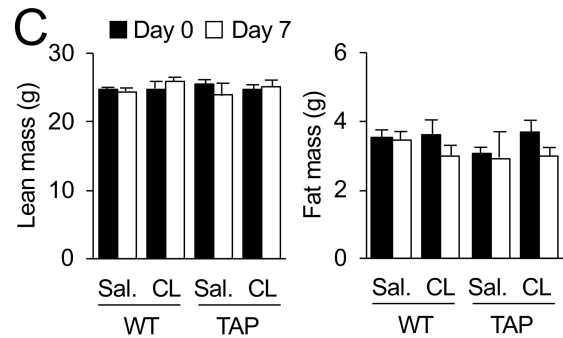 C
Day 0 Day 7
Lean mass (g)
30
20
10
0
Sal. CL Sal. CL
WT TAP
Fat mass (g)
6
4
2
0
Sal. CL Sal. CL
WT TAP